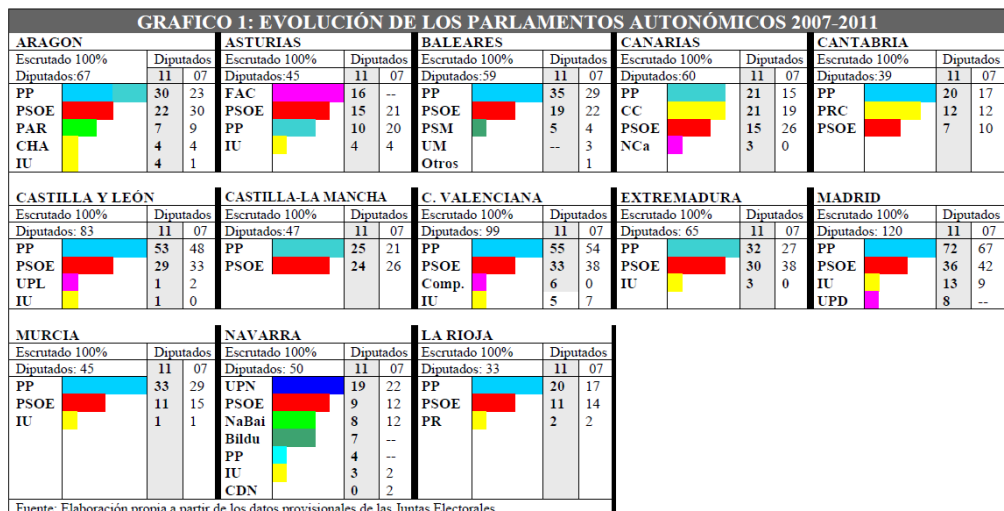 GRAFICO 1: EVOLUCIÓN DE LOS PARLAMENTOS AUTONÓMICOS 2007-2011
ARAGON
Escrutado 100% Diputados
Diputados:67 11 07
PP 30 23
PSOE 22 30
PAR 7 9
CHA 4 4
IU 4 1
ASTURIAS
Escrutado 100% Diputados
Diputados:45 11 07
FAC 16 --
PSOE 15 21
PP 10 20
IU 4 4
BALEARES
Escrutado 100% Diputados
Diputados:59 11 07
PP 35 29
PSOE 19 22
PSM 5 4
UM -- 3
Otros 1
CANARIAS
Escrutado 100% Diputados
Diputados:60 11 07
PP 21 15
CC 21 19
PSOE 15 26
NCa 3 0
CANTABRIA
Escrutado 100% Diputados
Diputados:39 11 07
PP 20 17
PRC 12 12
PSOE 7 10
CASTILLA Y LEÓN
Escrutado 100% Diputados
Diputados: 83 11 07
PP 53 48
PSOE 29 33
UPL 1 2
IU 1 0
CASTILLA-LA MANCHA
Escrutado 100% Diputados
Diputados:47 11 07
PP 25 21
PSOE 24 26
C. VALENCIANA
Escrutado 100% Diputados
Diputados: 99 11 07
PP 55 54
PSOE 33 38
Comp. 6 0
IU 5 7
EXTREMADURA
Escrutado 100% Diputados
Diputados: 65 11 07
PP 32 27
PSOE 30 38
IU 3 0
MADRID
Escrutado 100% Diputados
Diputados: 120 11 07
PP 72 67
PSOE 36 42
IU 13 9
UPD 8 --
MURCIA
Escrutado 100% Diputados
Diputados: 45 11 07
PP 33 29
PSOE 11 15
IU 1 1
NAVARRA
Escrutado 100% Diputados
Diputados: 50 11 07
UPN 19 22
PSOE 9 12
NaBai 8 12
Bildu 7 --
PP 4 --
IU 3 2
CDN 0 2
LA RIOJA
Escrutado 100% Diputados
Diputados: 33 11 07
PP 20 17
PSOE 11 14
PR 2 2
Fuente: Elaboración propia a partir de los datos provisionales de las Juntas Electorales